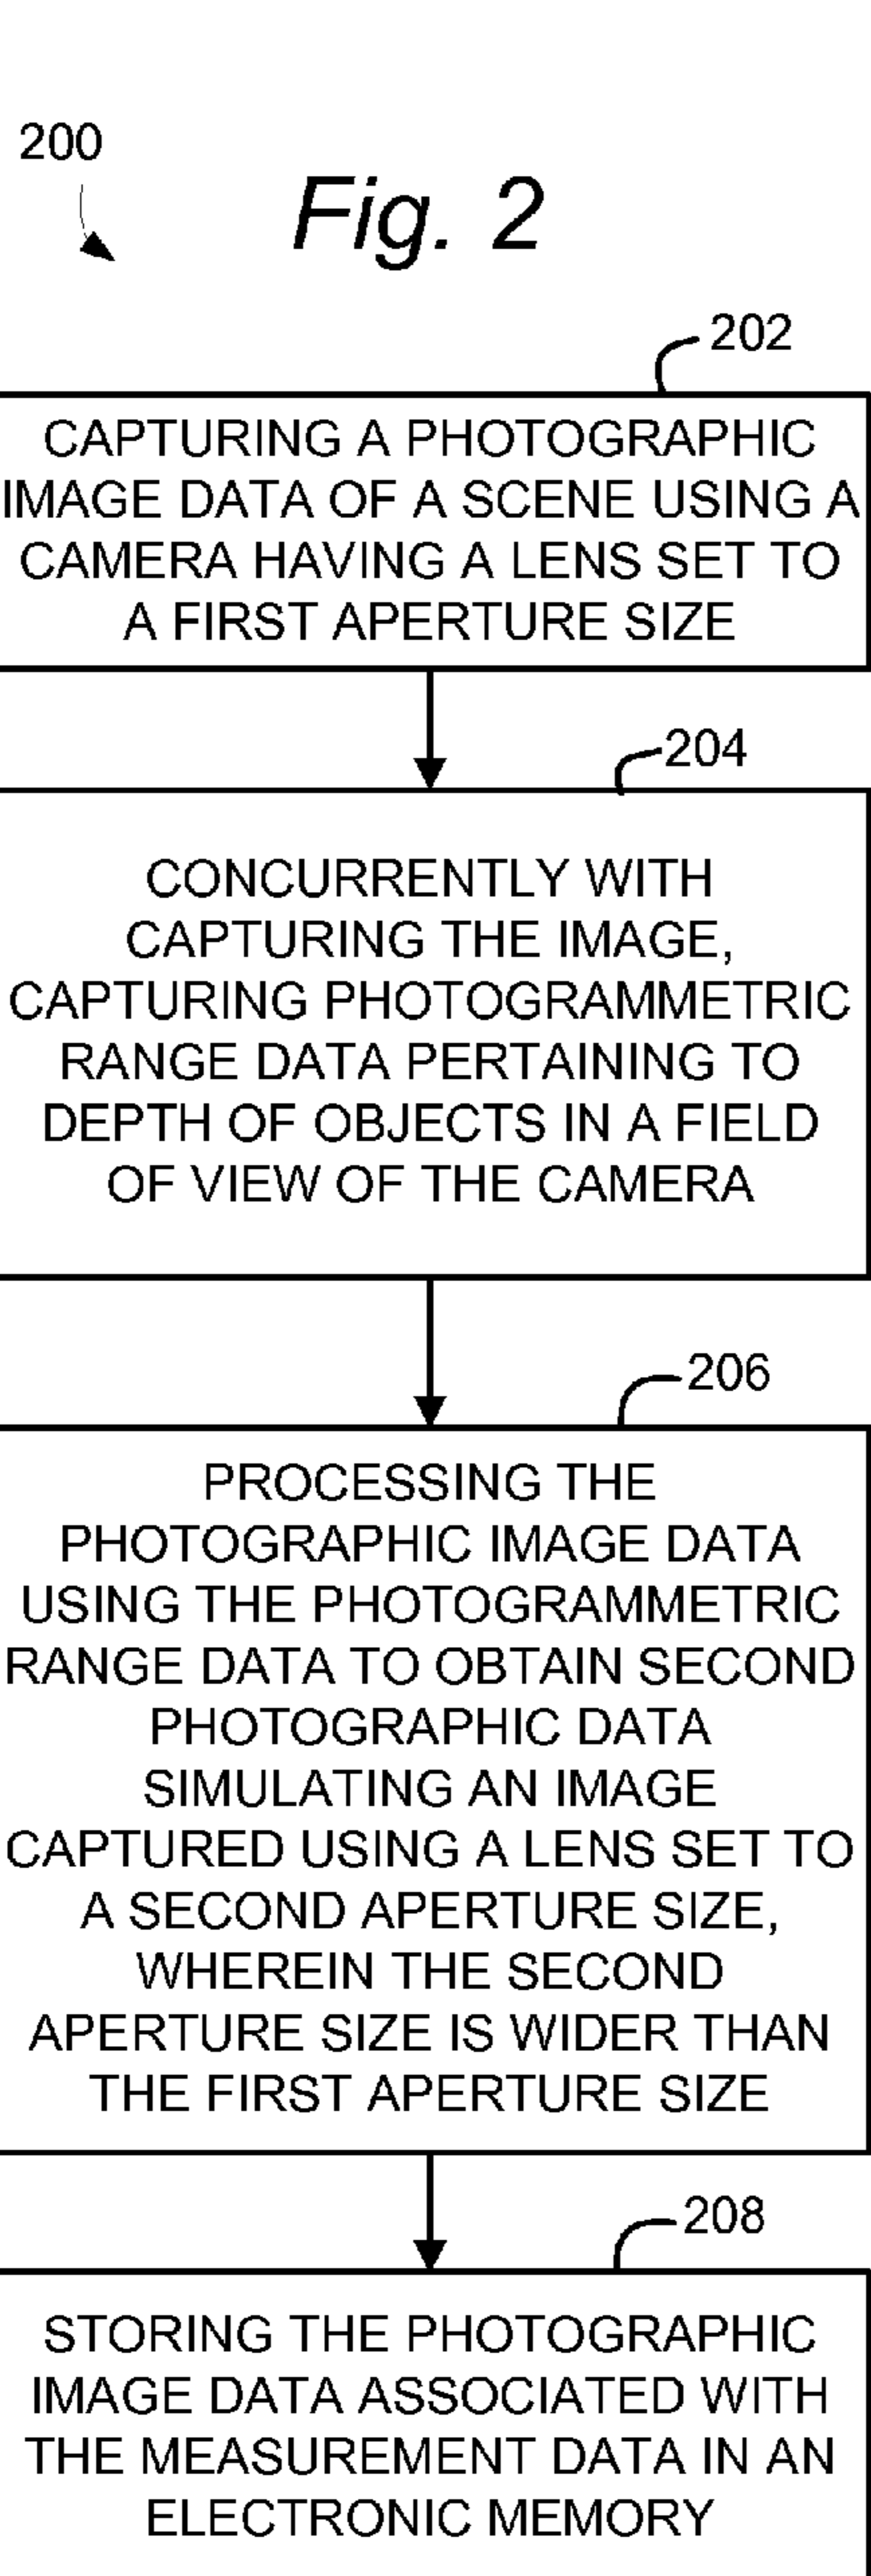 200
Fig. 2
202
CAPTURING A PHOTOGRAPHIC
IMAGE DATA OF A SCENE USING A
CAMERA HAVING A LENS SET TO
A FIRST APERTURE SIZE
204
CONCURRENTLY WITH
CAPTURING THE IMAGE,
CAPTURING PHOTOGRAMMETRIC
RANGE DATA PERTAINING TO
DEPTH OF OBJECTS IN A FIELD
OF VIEW OF THE CAMERA
206
PROCESSING THE
PHOTOGRAPHIC IMAGE DATA
USING THE PHOTOGRAMMETRIC
RANGE DATA TO OBTAIN SECOND
PHOTOGRAPHIC DATA
SIMULATING AN IMAGE
CAPTURED USING A LENS SET TO
A SECOND APERTURE SIZE,
WHEREIN THE SECOND
APERTURE SIZE IS WIDER THAN
THE FIRST APERTURE SIZE
208
STORING THE PHOTOGRAPHIC
IMAGE DATA ASSOCIATED WITH
THE MEASUREMENT DATA IN AN
ELECTRONIC MEMORY